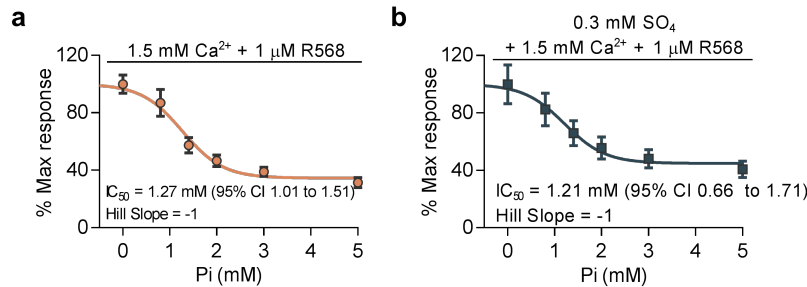 a
1.5 mM Ca²⁺ + 1 µM R568
120
80
40
0
% Max response
IC₅₀ = 1.27 mM (95% CI 1.01 to 1.51)
Hill Slope = -1
0 1 2 3 4 5
Pi (mM)
b
0.3 mM SO₄
+ 1.5 mM Ca²⁺ + 1 µM R568
120
80
40
0
% Max response
IC₅₀ = 1.21 mM (95% CI 0.66 to 1.71)
Hill Slope = -1
0 1 2 3 4 5
Pi (mM)